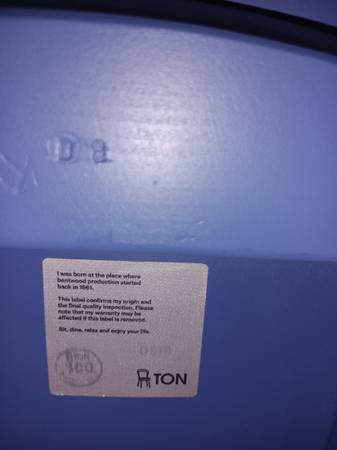 D 8
I was born at the place where
bentwood production started
back in 1861.
This label confirms my origin and
the final quality inspection. Please
note that my warranty may be
affected if this label is removed.
Sit, dine, relax and enjoy your life.
TON
TON